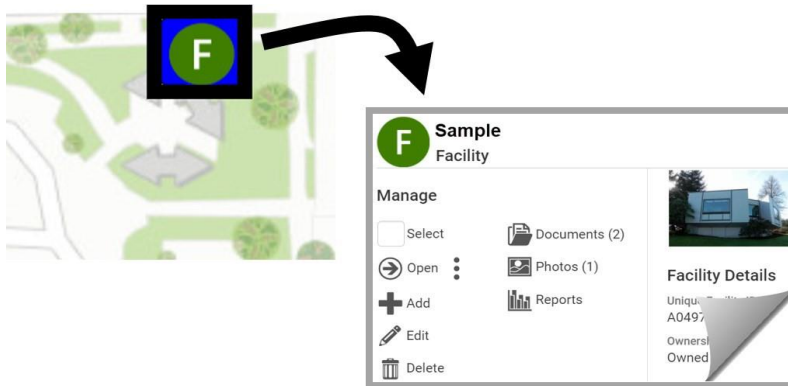 F
F
Sample
Facility
Manage
Select
Open
Add
Edit
Delete
Documents (2)
Photos (1)
Reports
Facility Details
A0497
Owned